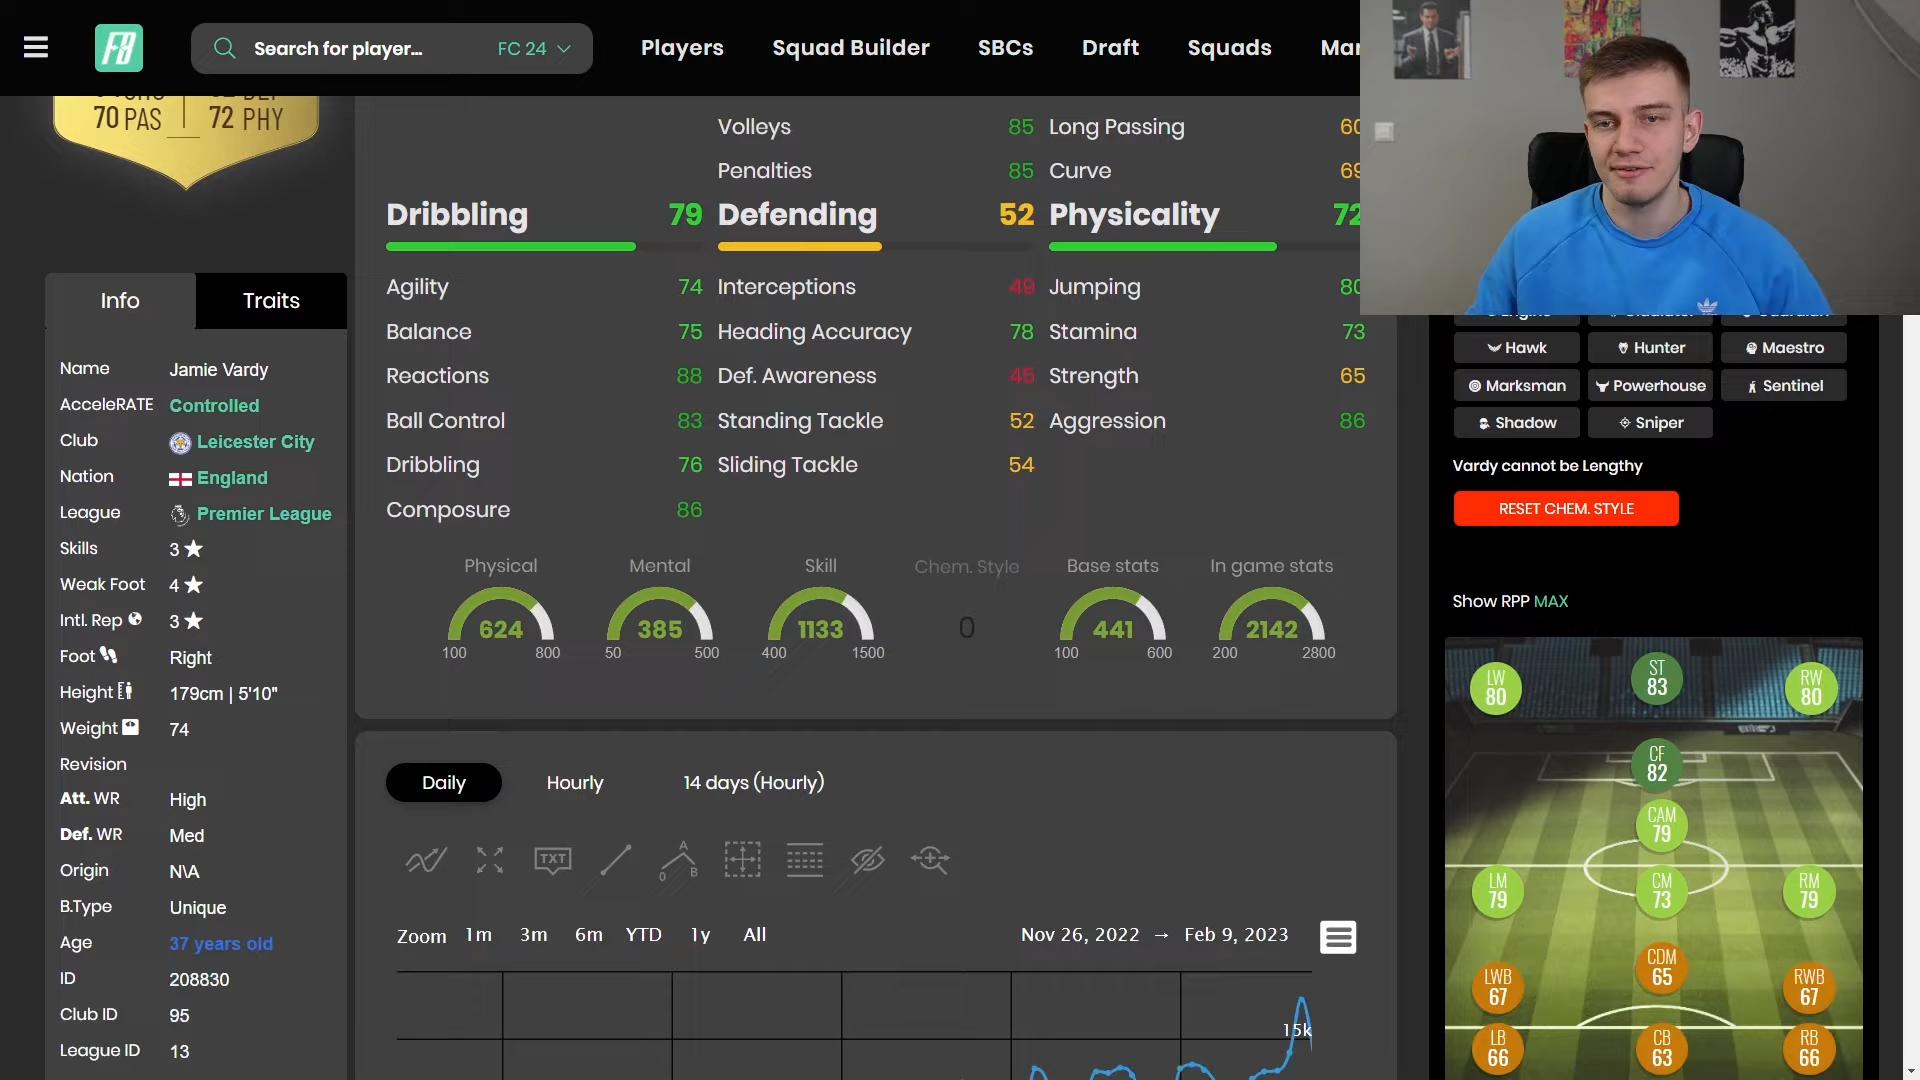 Search for player...
FC 24
Players
Squad Builder
SBCs
Draft
Squads
70 PAS
72 PHY
Volleys 85
Long Passing
Penalties 85
Curve
Dribbling 79
Defending 52
Physicality 72
Agility 74
Interceptions 49
Jumping 80
Balance 75
Heading Accuracy 78
Stamina 73
Reactions 88
Def. Awareness 45
Strength 65
Ball Control 83
Standing Tackle 52
Aggression 86
Dribbling 76
Sliding Tackle 54
Composure 86
Physical
624
100 800
Mental
385
50 500
Skill
1133
400 1500
Chem. Style
0
Base stats
441
100 600
In game stats
2142
200 2800
Info
Traits
Name Jamie Vardy
AcceleRATE Controlled
Club Leicester City
Nation England
League Premier League
Skills 3
Weak Foot 4
Intl. Rep 3
Foot Right
Height 179cm | 5'10"
Weight 74
Revision
Att. WR High
Def. WR Med
Origin N\A
B.Type Unique
Age 37 years old
ID 208830
Club ID 95
League ID 13
Daily
Hourly
14 days (Hourly)
TXT
A
0 B
Zoom 1m 3m 6m YTD 1y All
Nov 26, 2022 → Feb 9, 2023
15k
Hawk
Hunter
Maestro
Marksman
Powerhouse
Sentinel
Shadow
Sniper
Vardy cannot be Lengthy
RESET CHEM. STYLE
Show RPP MAX
LW
80
ST
83
RW
80
CF
82
CAM
79
LM
79
CM
73
RM
79
CDM
65
LWB
67
RWB
67
LB
66
CB
63
RB
66